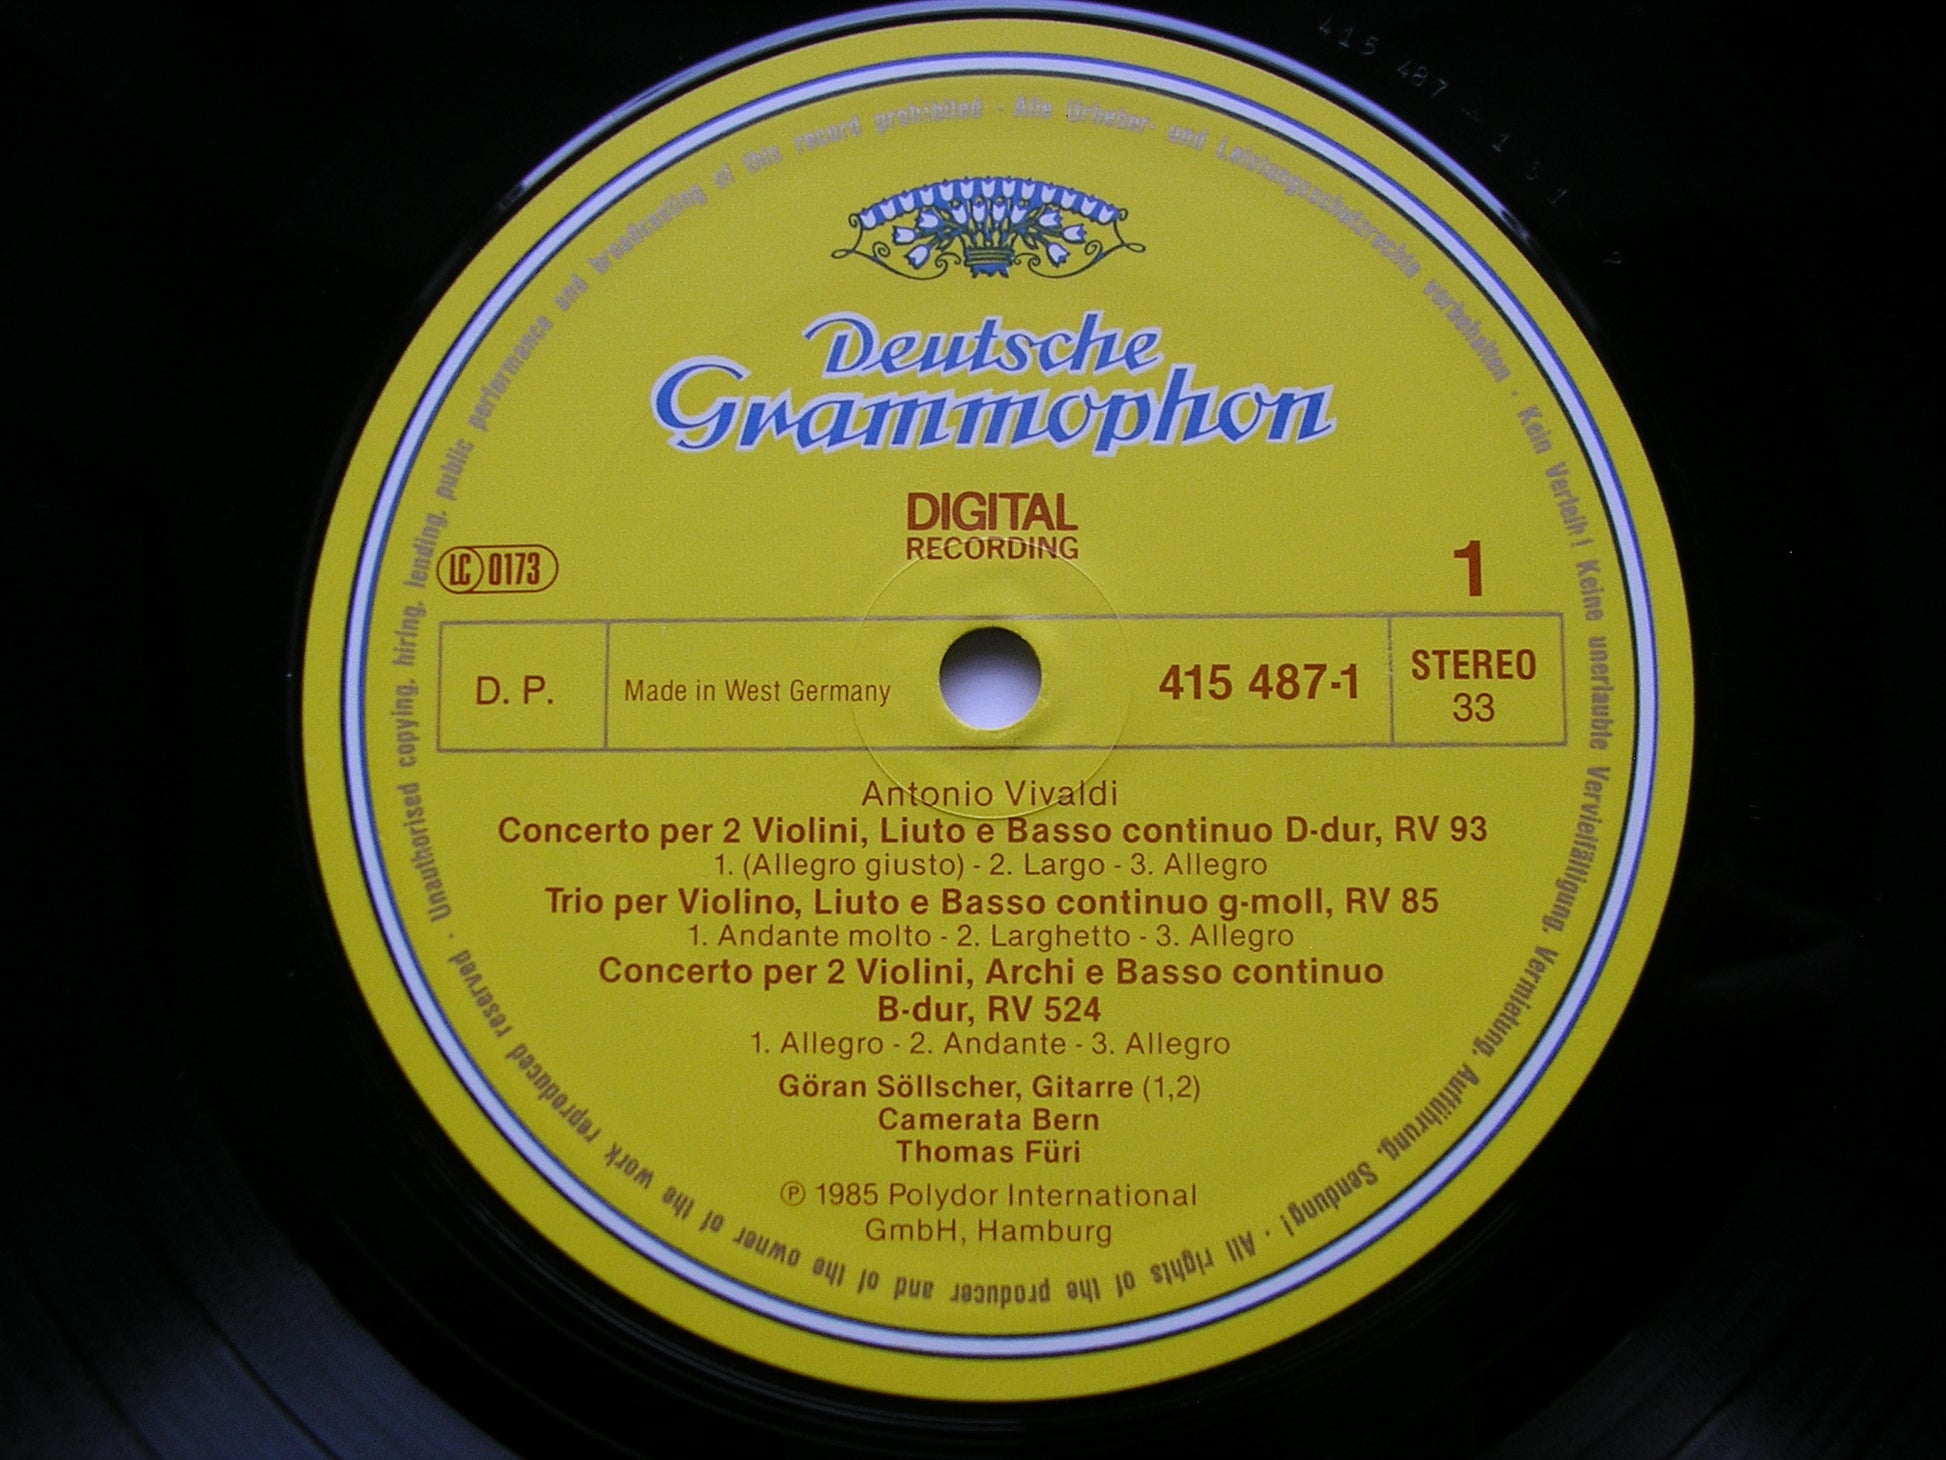 Deutsche
Grammophon
DIGITAL
RECORDING
LC 0173
1
D. P.
Made in West Germany
415 487-1
STEREO
33
Antonio Vivaldi
Concerto per 2 Violini, Liuto e Basso continuo D-dur, RV 93
1. (Allegro giusto) - 2. Largo - 3. Allegro
Trio per Violino, Liuto e Basso continuo g-moll, RV 85
1. Andante molto - 2. Larghetto - 3. Allegro
Concerto per 2 Violini, Archi e Basso continuo
B-dur, RV 524
1. Allegro - 2. Andante - 3. Allegro
Göran Söllscher, Gitarre (1,2)
Camerata Bern
Thomas Füri
℗ 1985 Polydor International
GmbH, Hamburg
Alle Urheber- und Leistungsschutzrechte vorbehalten · Kein Verleih! Keine unerlaubte Vervielfältigung, Vermietung, Aufführung, Sendung! · All rights of the producer and of the owner of the work reproduced reserved · Unauthorised copying, hiring, lending, public performance and broadcasting of this record prohibited ·
415 487-1 S 1 2